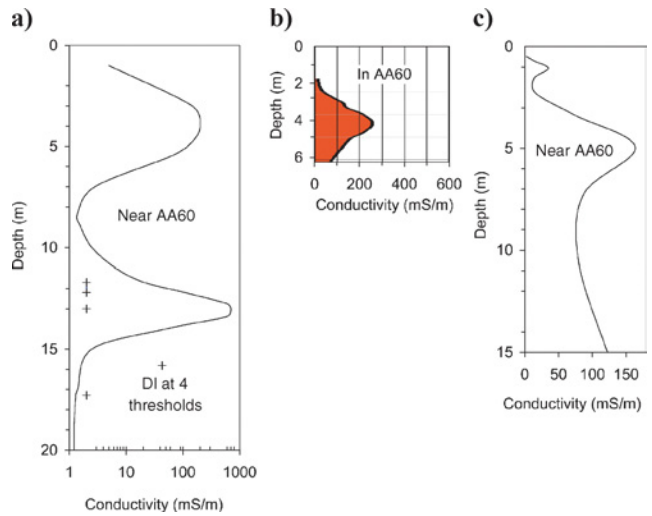 a)
0
5
10
15
20
Depth (m)
Near AA60
DI at 4
thresholds
1 10 100 1000
Conductivity (mS/m)
b)
0
2
4
6
Depth (m)
In AA60
0 200 400 600
Conductivity (mS/m)
c)
0
5
10
15
Depth (m)
Near AA60
0 50 100 150
Conductivity (mS/m)